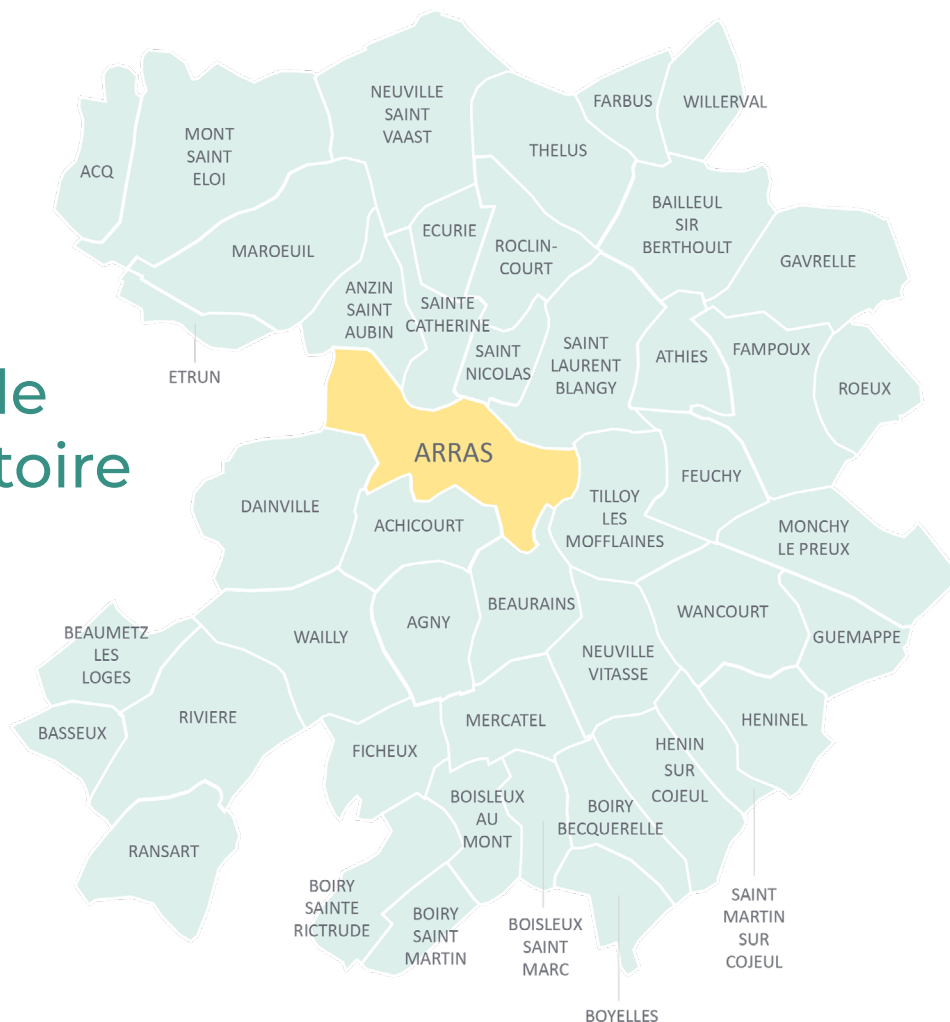 NEUVILLE
SAINT
VAAST
FARBUS
WILLERVAL
MONT
SAINT
ELOI
THELUS
ACQ
BAILLEUL
SIR
BERTHOULT
ECURIE
MAROEUIL
ROCLIN-
COURT
GAVRELLE
ANZIN
SAINT
AUBIN
SAINTE
CATHERINE
SAINT
NICOLAS
SAINT
LAURENT
BLANGY
ATHIES
FAMPOUX
ETRUN
ROEUX
le
toire
ARRAS
FEUCHY
DAINVILLE
ACHICOURT
TILLOY
LES
MOFFLAINES
MONCHY
LE PREUX
BEAURAINS
WANCOURT
AGNY
BEAUMETZ
LES
LOGES
WAILLY
GUEMAPPE
NEUVILLE
VITASSE
RIVIERE
MERCATEL
HENINEL
BASSEUX
FICHEUX
HENIN
SUR
COJEUL
BOISLEUX
AU
MONT
BOIRY
BECQUERELLE
RANSART
BOIRY
SAINTE
RICTRUDE
BOIRY
SAINT
MARTIN
BOISLEUX
SAINT
MARC
SAINT
MARTIN
SUR
COJEUL
BOYELLES